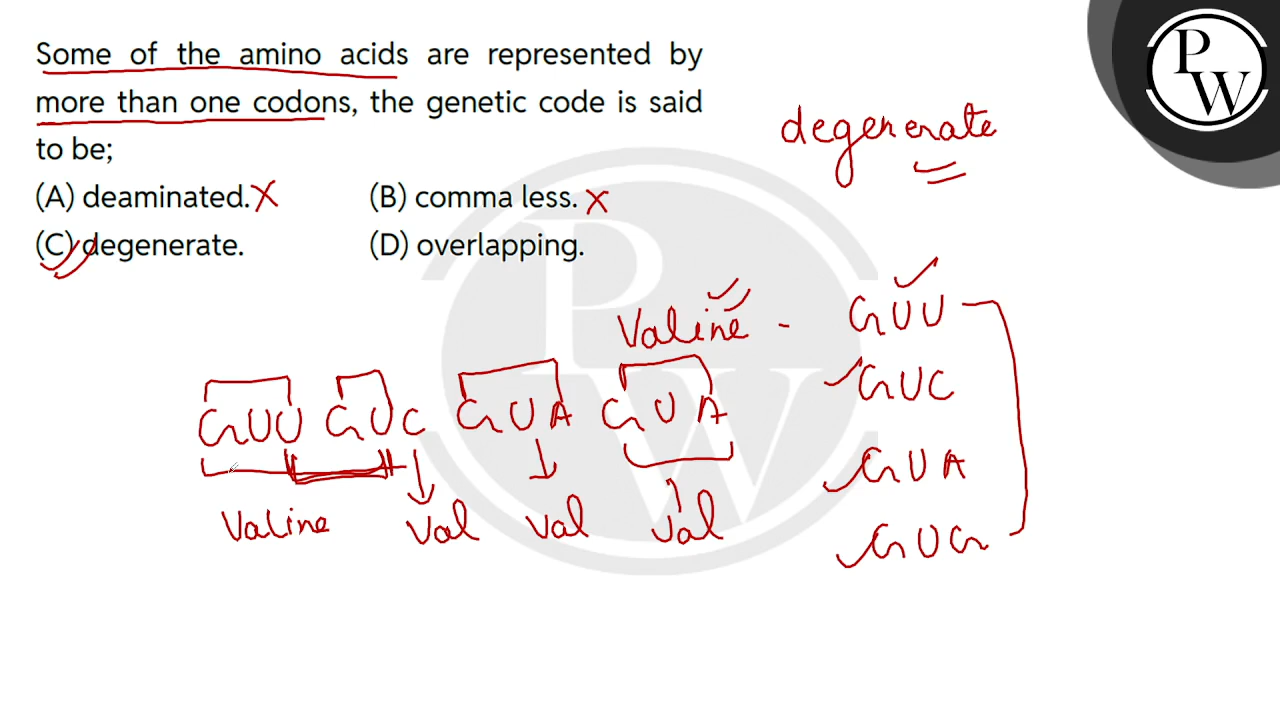 Some of the amino acids are represented by
more than one codons, the genetic code is said
to be;
(A) deaminated. X (B) comma less. X
(C) degenerate. (D) overlapping.
degenerate
PW
Valine - GUU
GUC
GUA
GUG
GUU GUC GUA GUA
Valine Val Val Val
PW